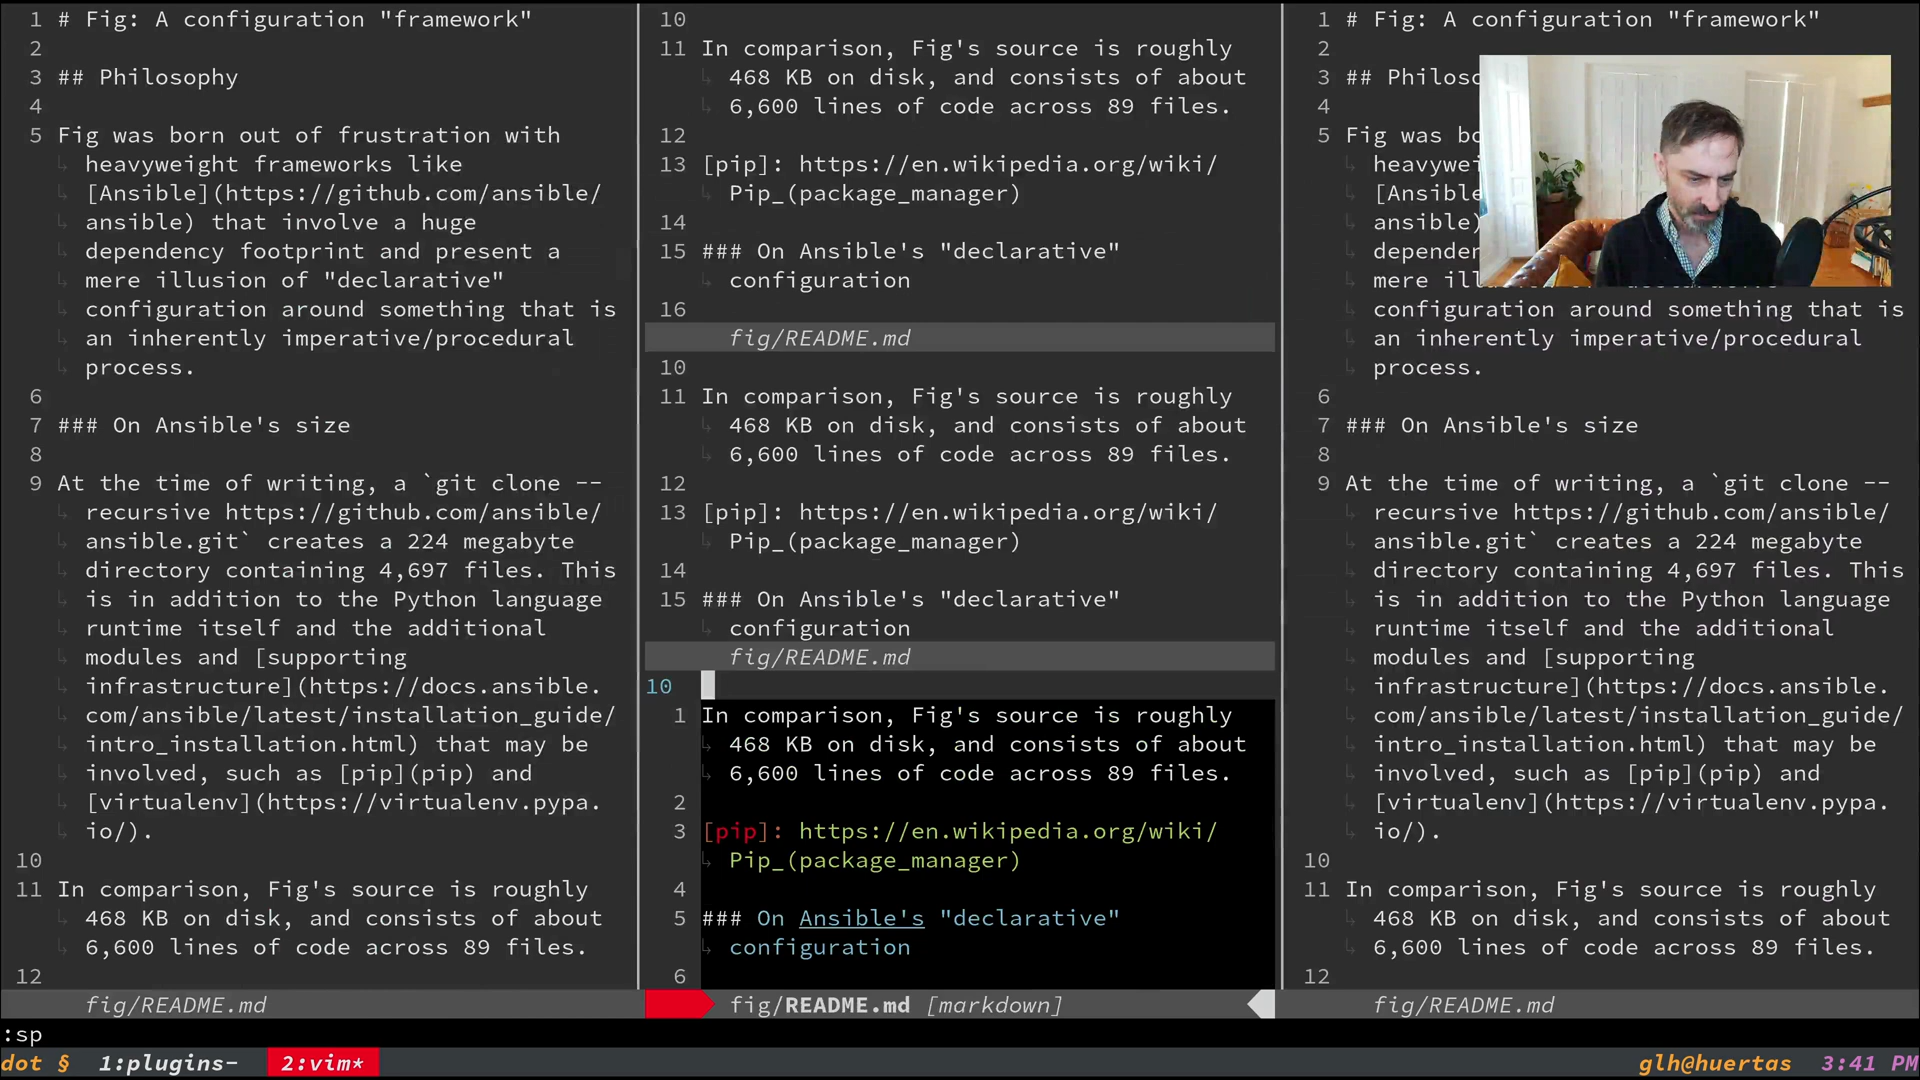 1 # Fig: A configuration "framework"
2
3 ## Philosophy
4
5 Fig was born out of frustration with
heavyweight frameworks like
[Ansible](https://github.com/ansible/
ansible) that involve a huge
dependency footprint and present a
mere illusion of "declarative"
configuration around something that is
an inherently imperative/procedural
process.
6
7 ### On Ansible's size
8
9 At the time of writing, a `git clone --
recursive https://github.com/ansible/
ansible.git` creates a 224 megabyte
directory containing 4,697 files. This
is in addition to the Python language
runtime itself and the additional
modules and [supporting
infrastructure](https://docs.ansible.
com/ansible/latest/installation_guide/
intro_installation.html) that may be
involved, such as [pip](pip) and
[virtualenv](https://virtualenv.pypa.
io/).
10
11 In comparison, Fig's source is roughly
468 KB on disk, and consists of about
6,600 lines of code across 89 files.
12
fig/README.md
10
11 In comparison, Fig's source is roughly
468 KB on disk, and consists of about
6,600 lines of code across 89 files.
12
13 [pip]: https://en.wikipedia.org/wiki/
Pip_(package_manager)
14
15 ### On Ansible's "declarative"
configuration
16
fig/README.md
10
11 In comparison, Fig's source is roughly
468 KB on disk, and consists of about
6,600 lines of code across 89 files.
12
13 [pip]: https://en.wikipedia.org/wiki/
Pip_(package_manager)
14
15 ### On Ansible's "declarative"
configuration
fig/README.md
10
1 In comparison, Fig's source is roughly
468 KB on disk, and consists of about
6,600 lines of code across 89 files.
2
3 [pip]: https://en.wikipedia.org/wiki/
Pip_(package_manager)
4
5 ### On Ansible's "declarative"
configuration
6
fig/README.md [markdown]
1 # Fig: A configuration "framework"
2
3 ## Philoso
4
5 Fig was bo
heavywei
[Ansible
ansible)
dependen
mere ill
configuration around something that is
an inherently imperative/procedural
process.
6
7 ### On Ansible's size
8
9 At the time of writing, a `git clone --
recursive https://github.com/ansible/
ansible.git` creates a 224 megabyte
directory containing 4,697 files. This
is in addition to the Python language
runtime itself and the additional
modules and [supporting
infrastructure](https://docs.ansible.
com/ansible/latest/installation_guide/
intro_installation.html) that may be
involved, such as [pip](pip) and
[virtualenv](https://virtualenv.pypa.
io/).
10
11 In comparison, Fig's source is roughly
468 KB on disk, and consists of about
6,600 lines of code across 89 files.
12
fig/README.md
:sp
dot § 1:plugins- 2:vim* glh@huertas 3:41 PM